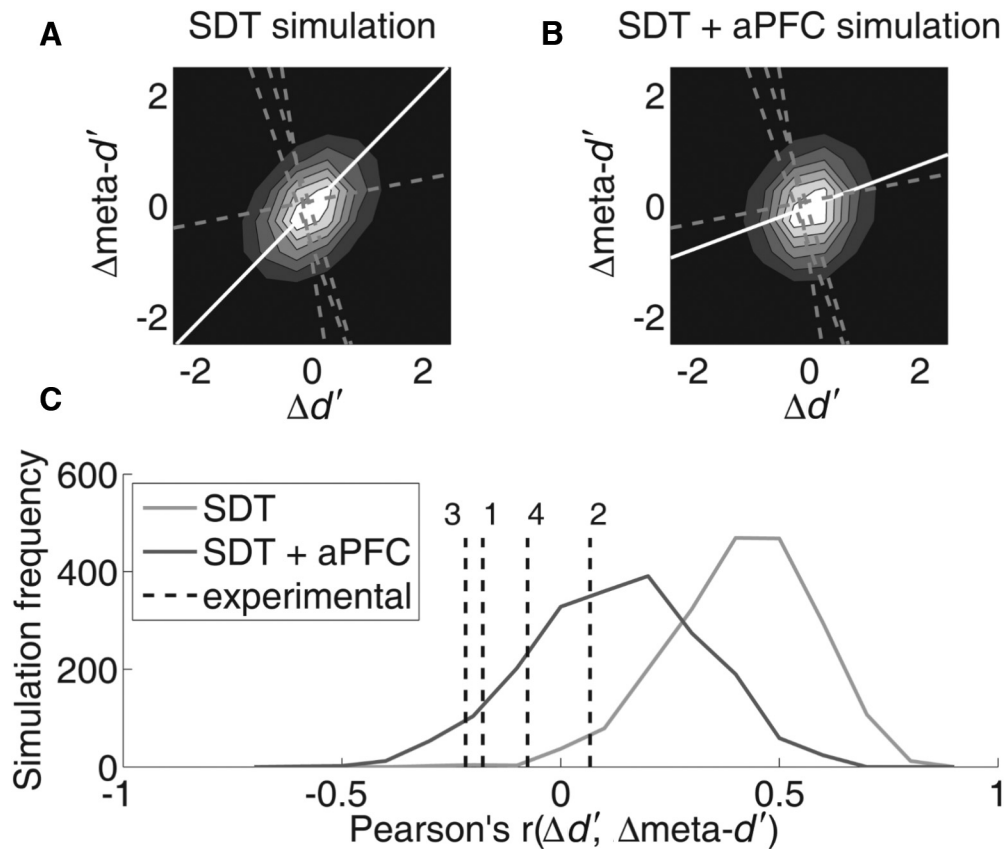 A
SDT simulation
B
SDT + aPFC simulation
Δmeta-d′
2
0
-2
-2 0 2
Δd′
Δmeta-d′
2
0
-2
-2 0 2
Δd′
C
Simulation frequency
600
400
200
0
SDT
SDT + aPFC
experimental
3 1 4 2
-1 -0.5 0 0.5 1
Pearson's r(Δd′, Δmeta-d′)